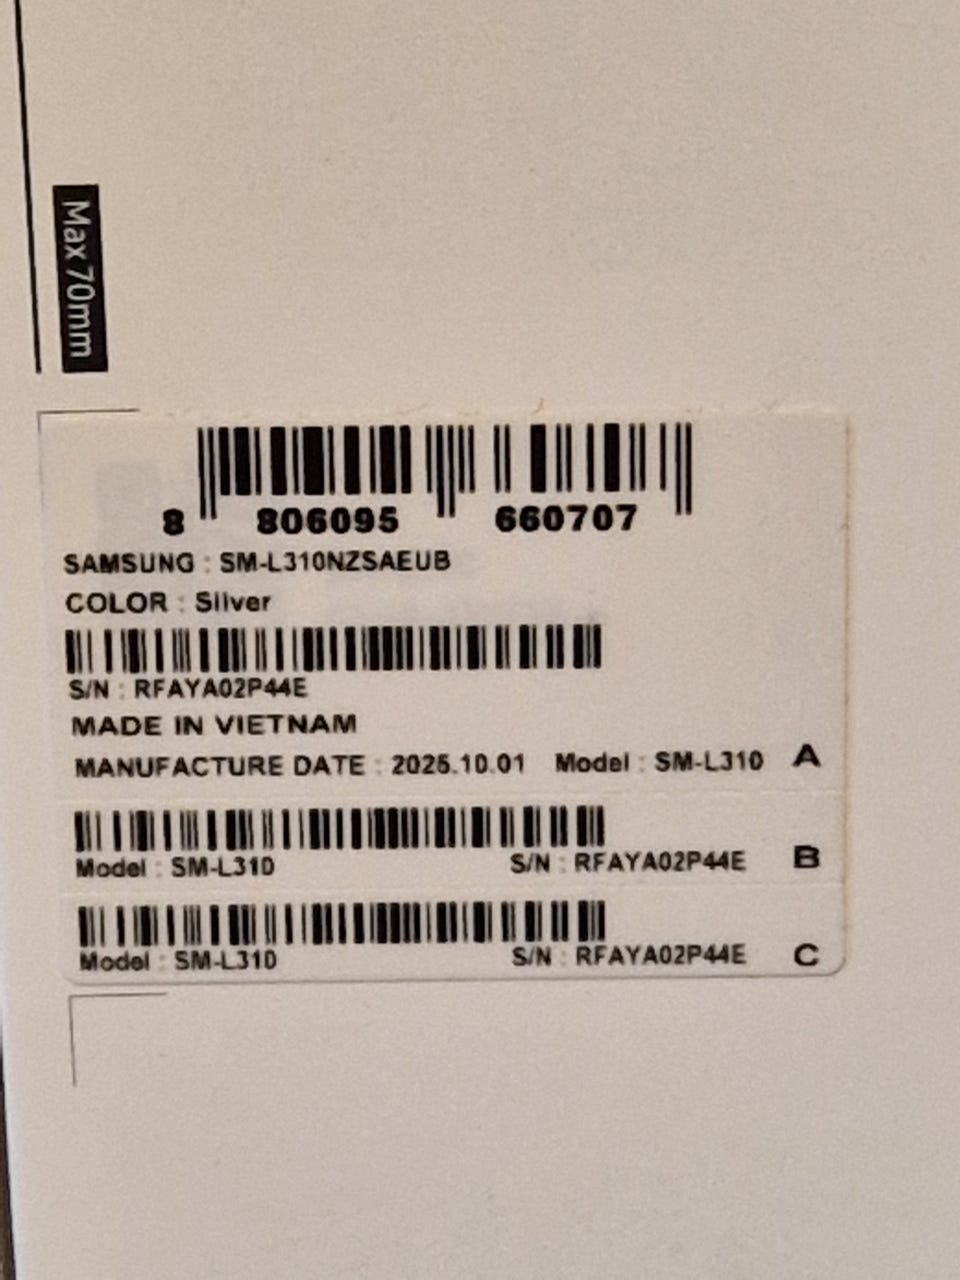 Max 70mm
8 806095 660707
SAMSUNG : SM-L310NZSAEUB
COLOR : Silver
S/N : RFAYA02P44E
MADE IN VIETNAM
MANUFACTURE DATE : 2025.10.01 Model : SM-L310 A
Model : SM-L310 S/N : RFAYA02P44E B
Model : SM-L310 S/N : RFAYA02P44E C